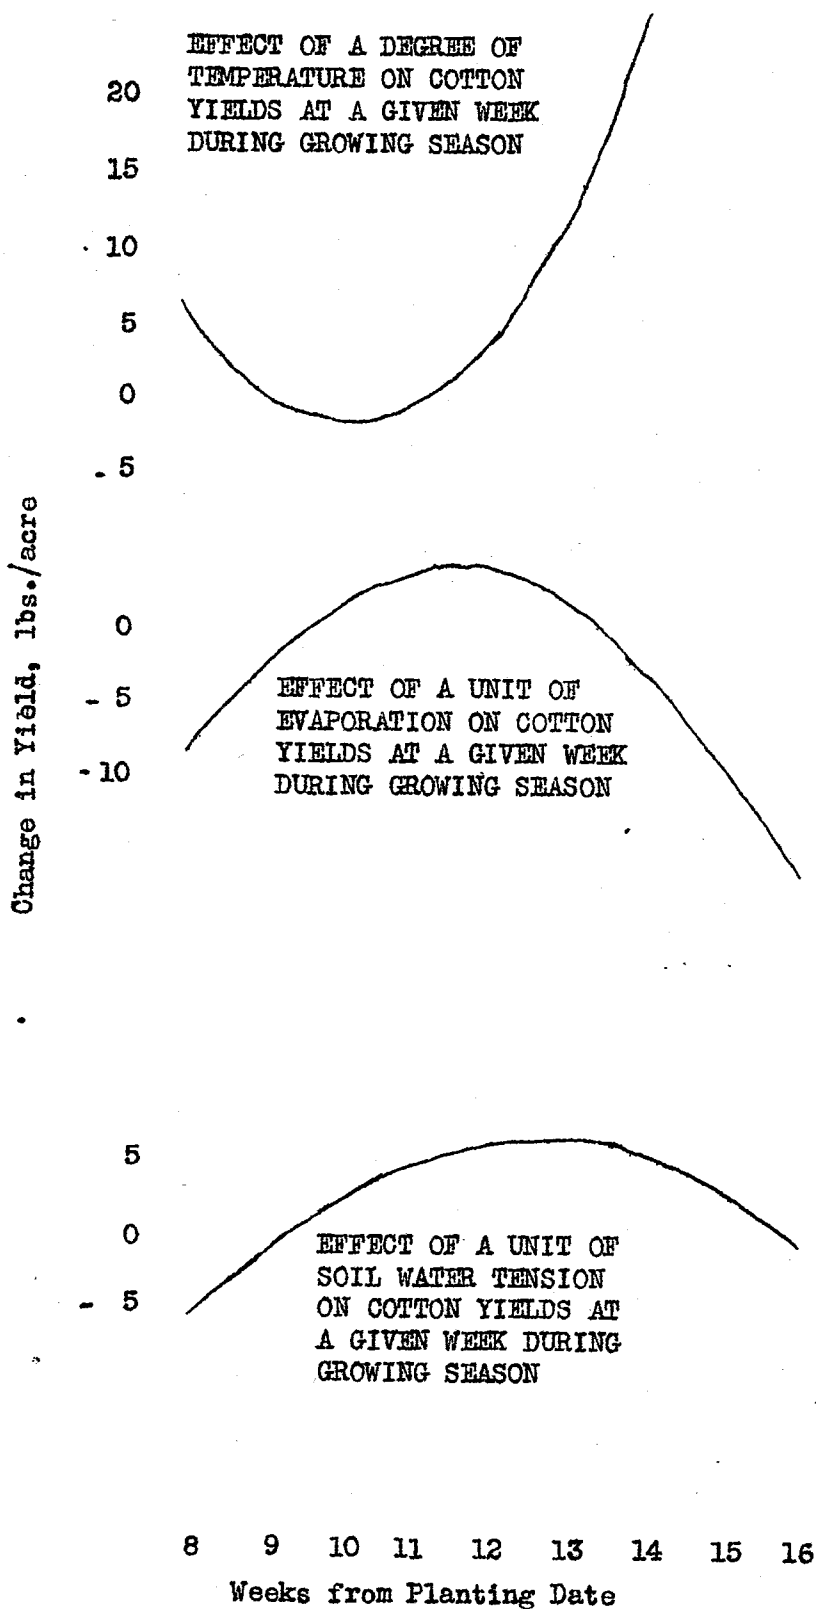 EFFECT OF A DEGREE OF
TEMPERATURE ON COTTON
YIELDS AT A GIVEN WEEK
DURING GROWING SEASON
20
15
10
5
0
- 5
Change in Yield, lbs./acre
0
- 5
- 10
EFFECT OF A UNIT OF
EVAPORATION ON COTTON
YIELDS AT A GIVEN WEEK
DURING GROWING SEASON
5
0
- 5
EFFECT OF A UNIT OF
SOIL WATER TENSION
ON COTTON YIELDS AT
A GIVEN WEEK DURING
GROWING SEASON
8 9 10 11 12 13 14 15 16
Weeks from Planting Date